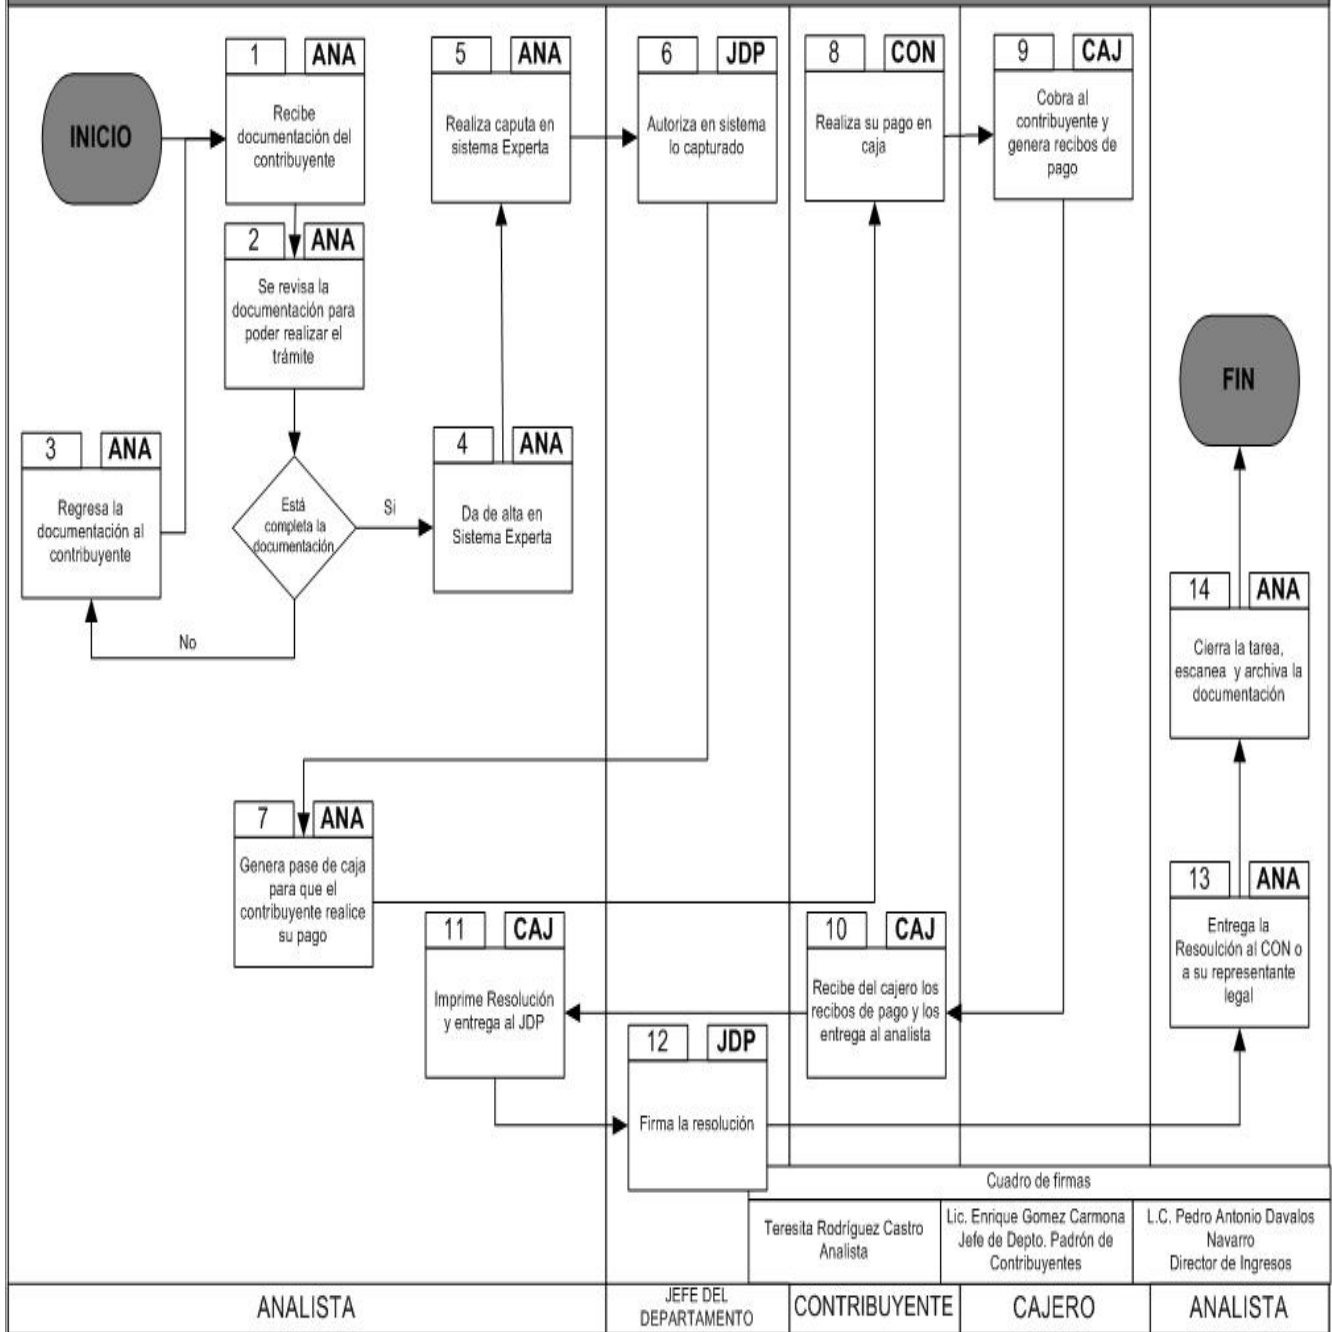 INICIO
1 ANA
Recibe
documentación del
contribuyente
2 ANA
Se revisa la
documentación para
poder realizar el
trámite
3 ANA
Regresa la
documentación al
contribuyente
Está
completa la
documentación
Si
No
4 ANA
Da de alta en
Sistema Experta
5 ANA
Realiza caputa en
sistema Experta
6 JDP
Autoriza en sistema
lo capturado
7 ANA
Genera pase de caja
para que el
contribuyente realice
su pago
8 CON
Realiza su pago en
caja
9 CAJ
Cobra al
contribuyente y
genera recibos de
pago
10 CAJ
Recibe del cajero los
recibos de pago y los
entrega al analista
11 CAJ
Imprime Resolución
y entrega al JDP
12 JDP
Firma la resolución
13 ANA
Entrega la
Resoulción al CON o
a su representante
legal
14 ANA
Cierra la tarea,
escanea y archiva la
documentación
FIN
Cuadro de firmas
Teresita Rodríguez Castro
Analista
Lic. Enrique Gomez Carmona
Jefe de Depto. Padrón de
Contribuyentes
L.C. Pedro Antonio Davalos
Navarro
Director de Ingresos
ANALISTA
JEFE DEL
DEPARTAMENTO
CONTRIBUYENTE
CAJERO
ANALISTA